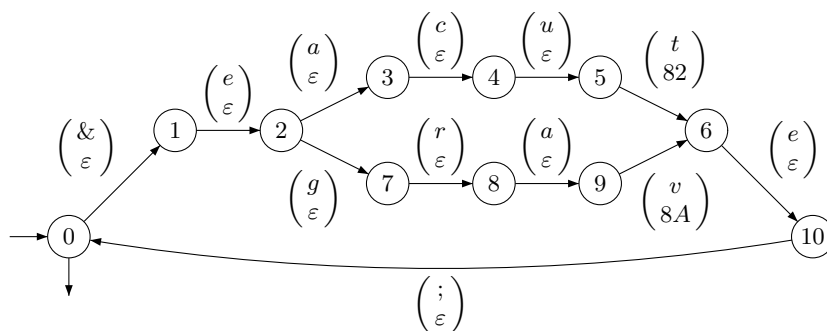 (& ε)
(e ε)
(a ε)
(c ε)
(u ε)
(t 82)
(g ε)
(r ε)
(a ε)
(v 8A)
(e ε)
(; ε)
0
1
2
3
4
5
6
7
8
9
10